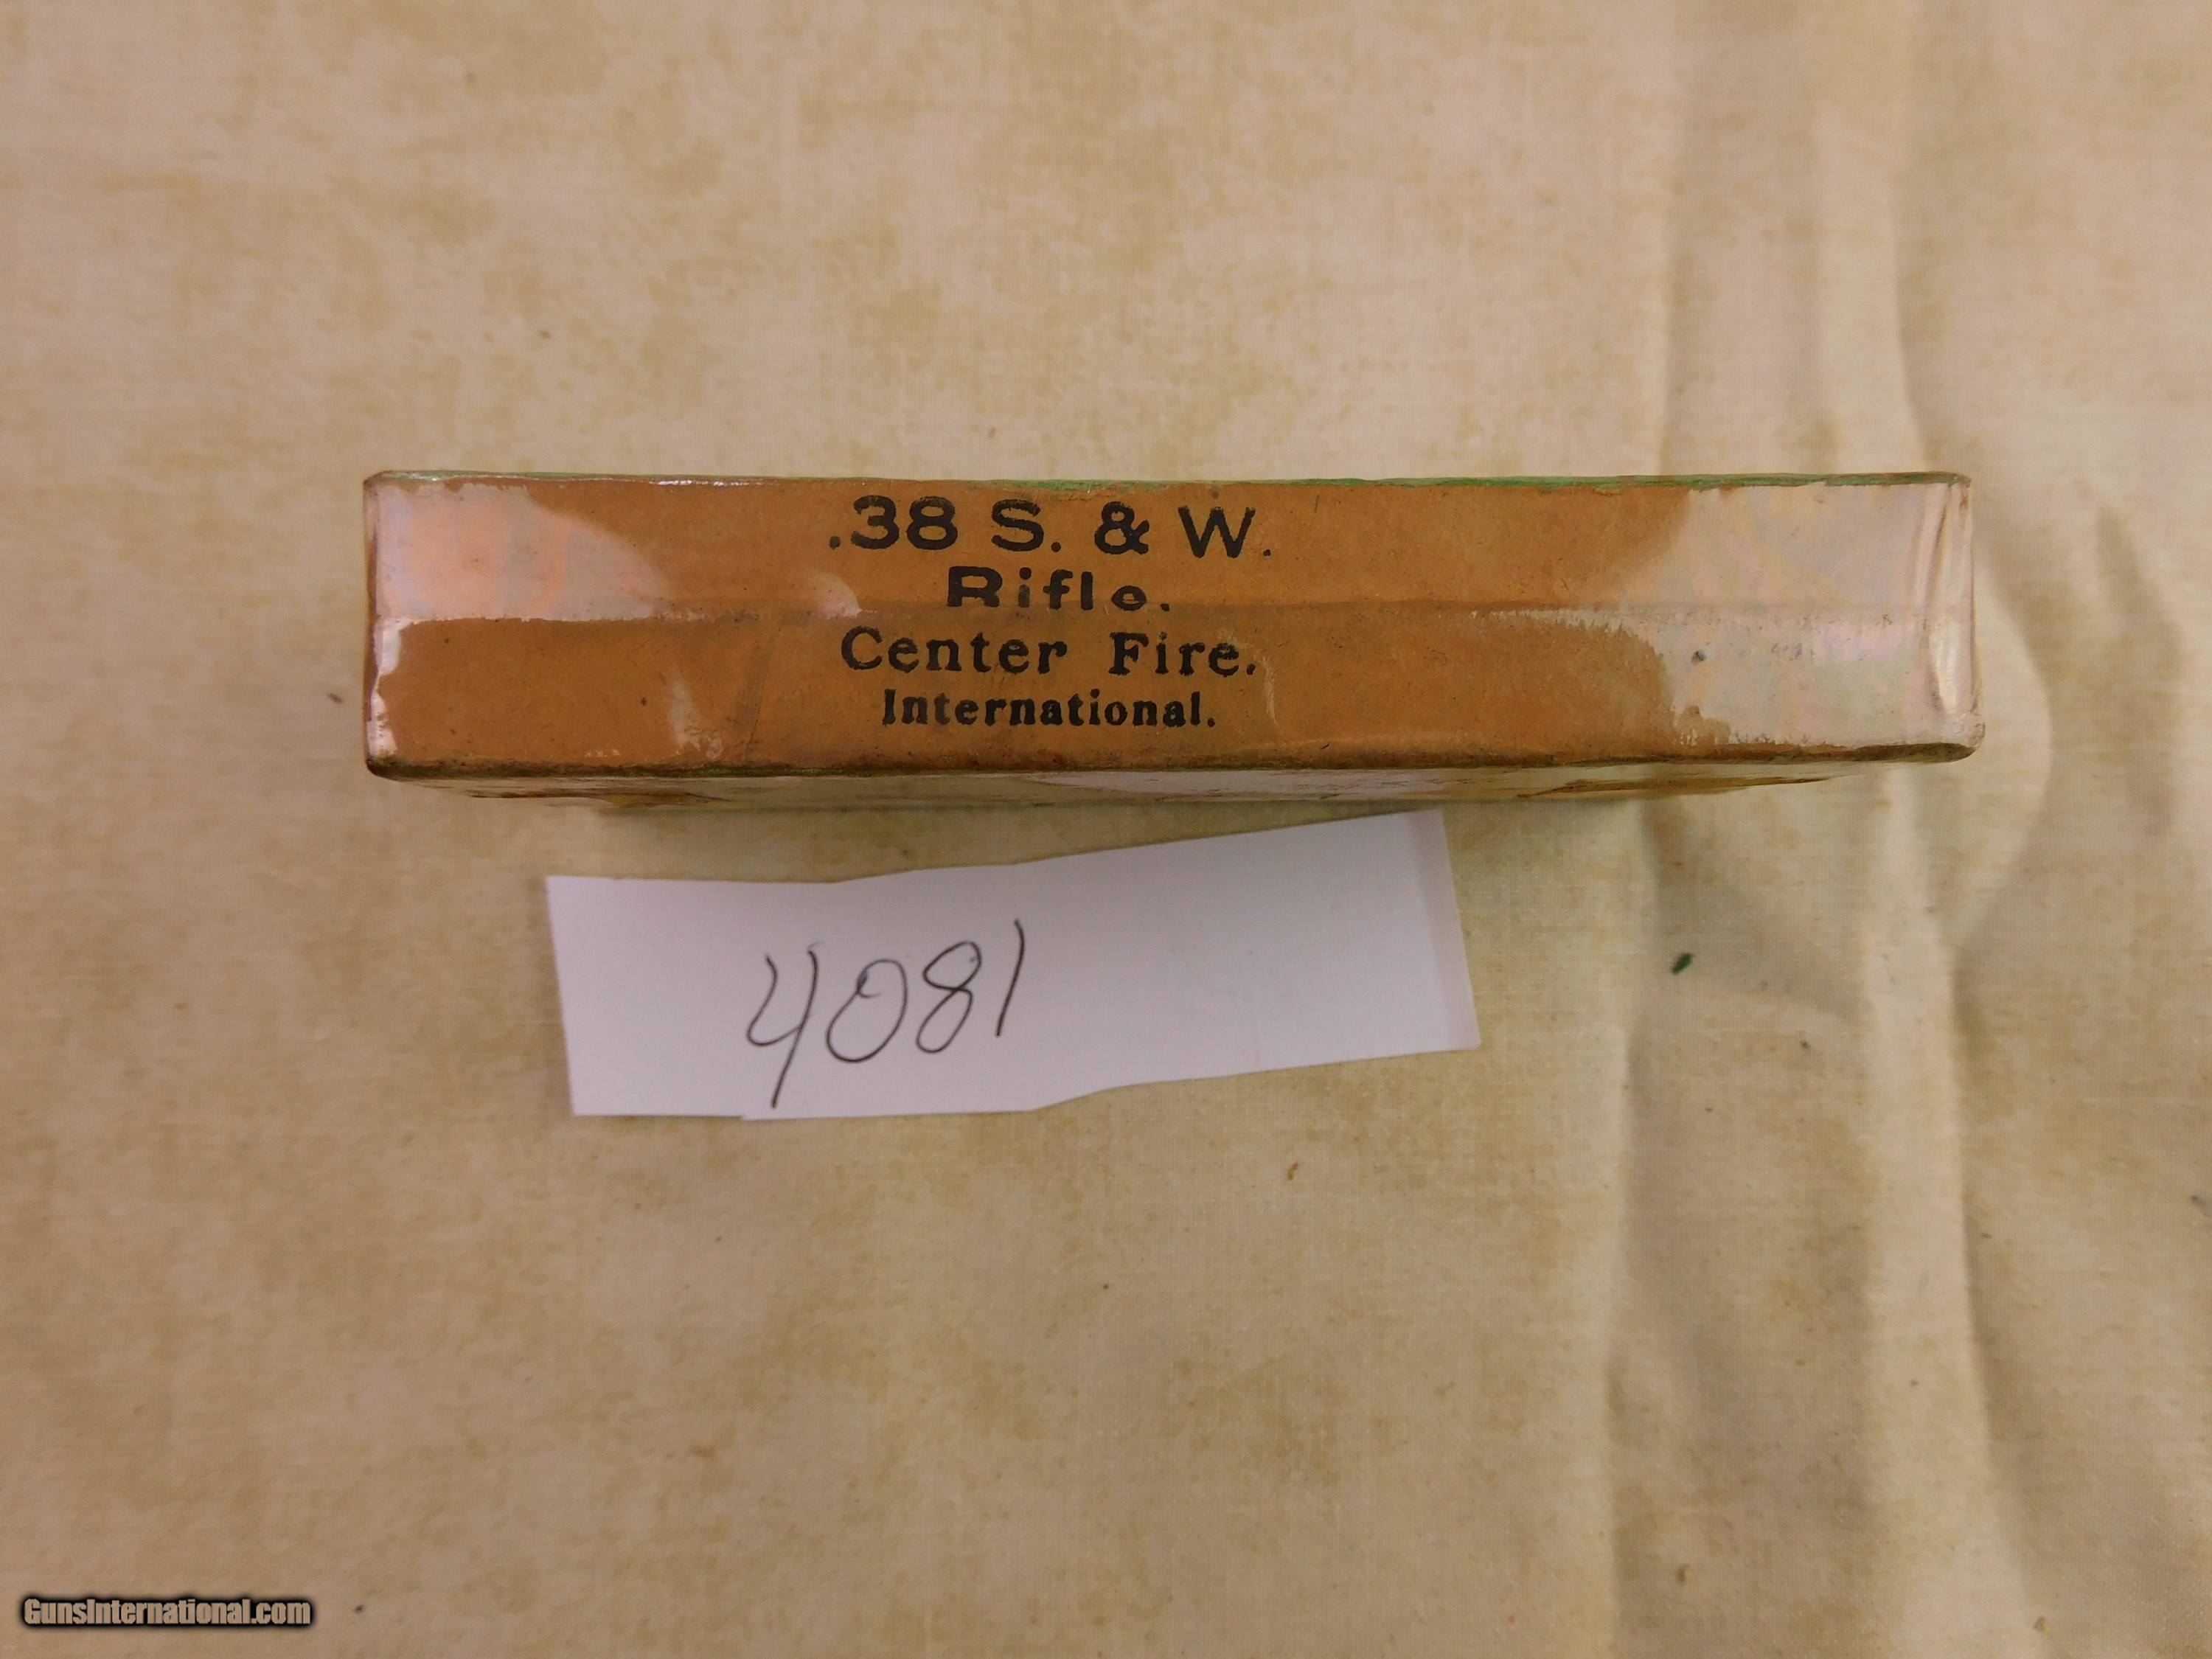 .38 S. & W.
Rifle.
Center Fire.
International.
4081
GunsInternational.com